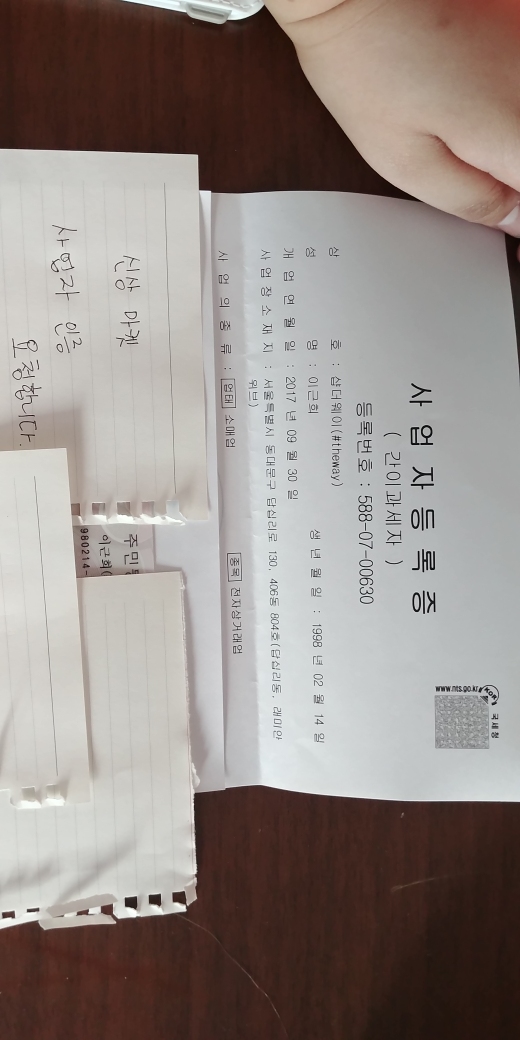 사업자등록증
( 간이과세자 )
등록번호 : 588-07-00630
국세청
www.nts.go.kr
상 호 : 샵더웨이(#theway)
성 명 : 이근희 생 년 월 일 : 1998 년 02 월 14 일
개 업 연 월 일 : 2017 년 09 월 30 일
사 업 장 소 재 지 : 서울특별시 동대문구 답십리로 130, 406동 804호(답십리동, 래미안
위브)
사 업 의 종 류 : 업태 소매업 종목 전자상거래업
신상 마켓
사업자 인증
요청합니다.
주민
이근희(
980214-